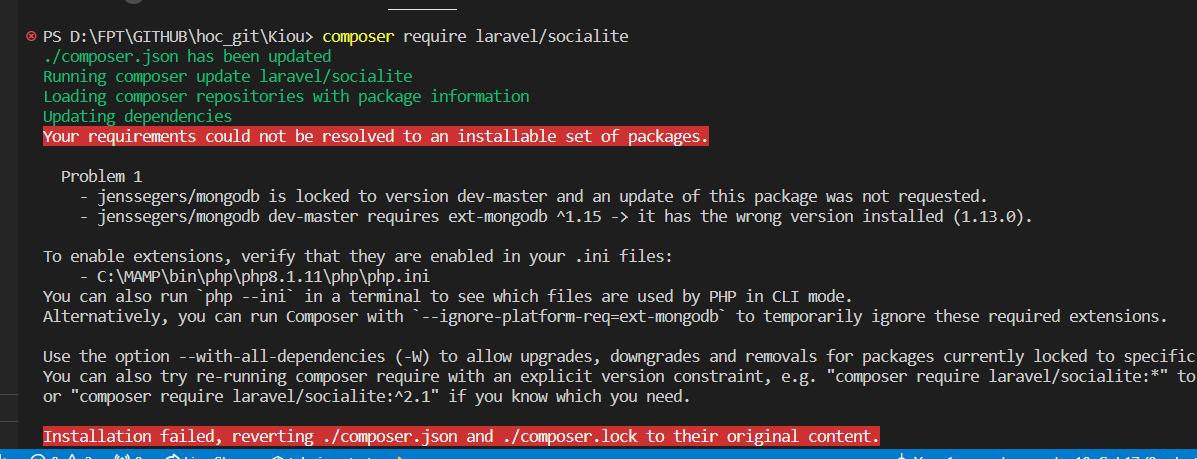 PS D:\FPT\GITHUB\hoc_git\Kiou> composer require laravel/socialite
./composer.json has been updated
Running composer update laravel/socialite
Loading composer repositories with package information
Updating dependencies
Your requirements could not be resolved to an installable set of packages.
Problem 1
- jenssegers/mongodb is locked to version dev-master and an update of this package was not requested.
- jenssegers/mongodb dev-master requires ext-mongodb ^1.15 -> it has the wrong version installed (1.13.0).
To enable extensions, verify that they are enabled in your .ini files:
- C:\MAMP\bin\php\php8.1.11\php\php.ini
You can also run `php --ini` in a terminal to see which files are used by PHP in CLI mode.
Alternatively, you can run Composer with `--ignore-platform-req=ext-mongodb` to temporarily ignore these required extensions.
Use the option --with-all-dependencies (-W) to allow upgrades, downgrades and removals for packages currently locked to specific
You can also try re-running composer require with an explicit version constraint, e.g. "composer require laravel/socialite:*" to
or "composer require laravel/socialite:^2.1" if you know which you need.
Installation failed, reverting ./composer.json and ./composer.lock to their original content.